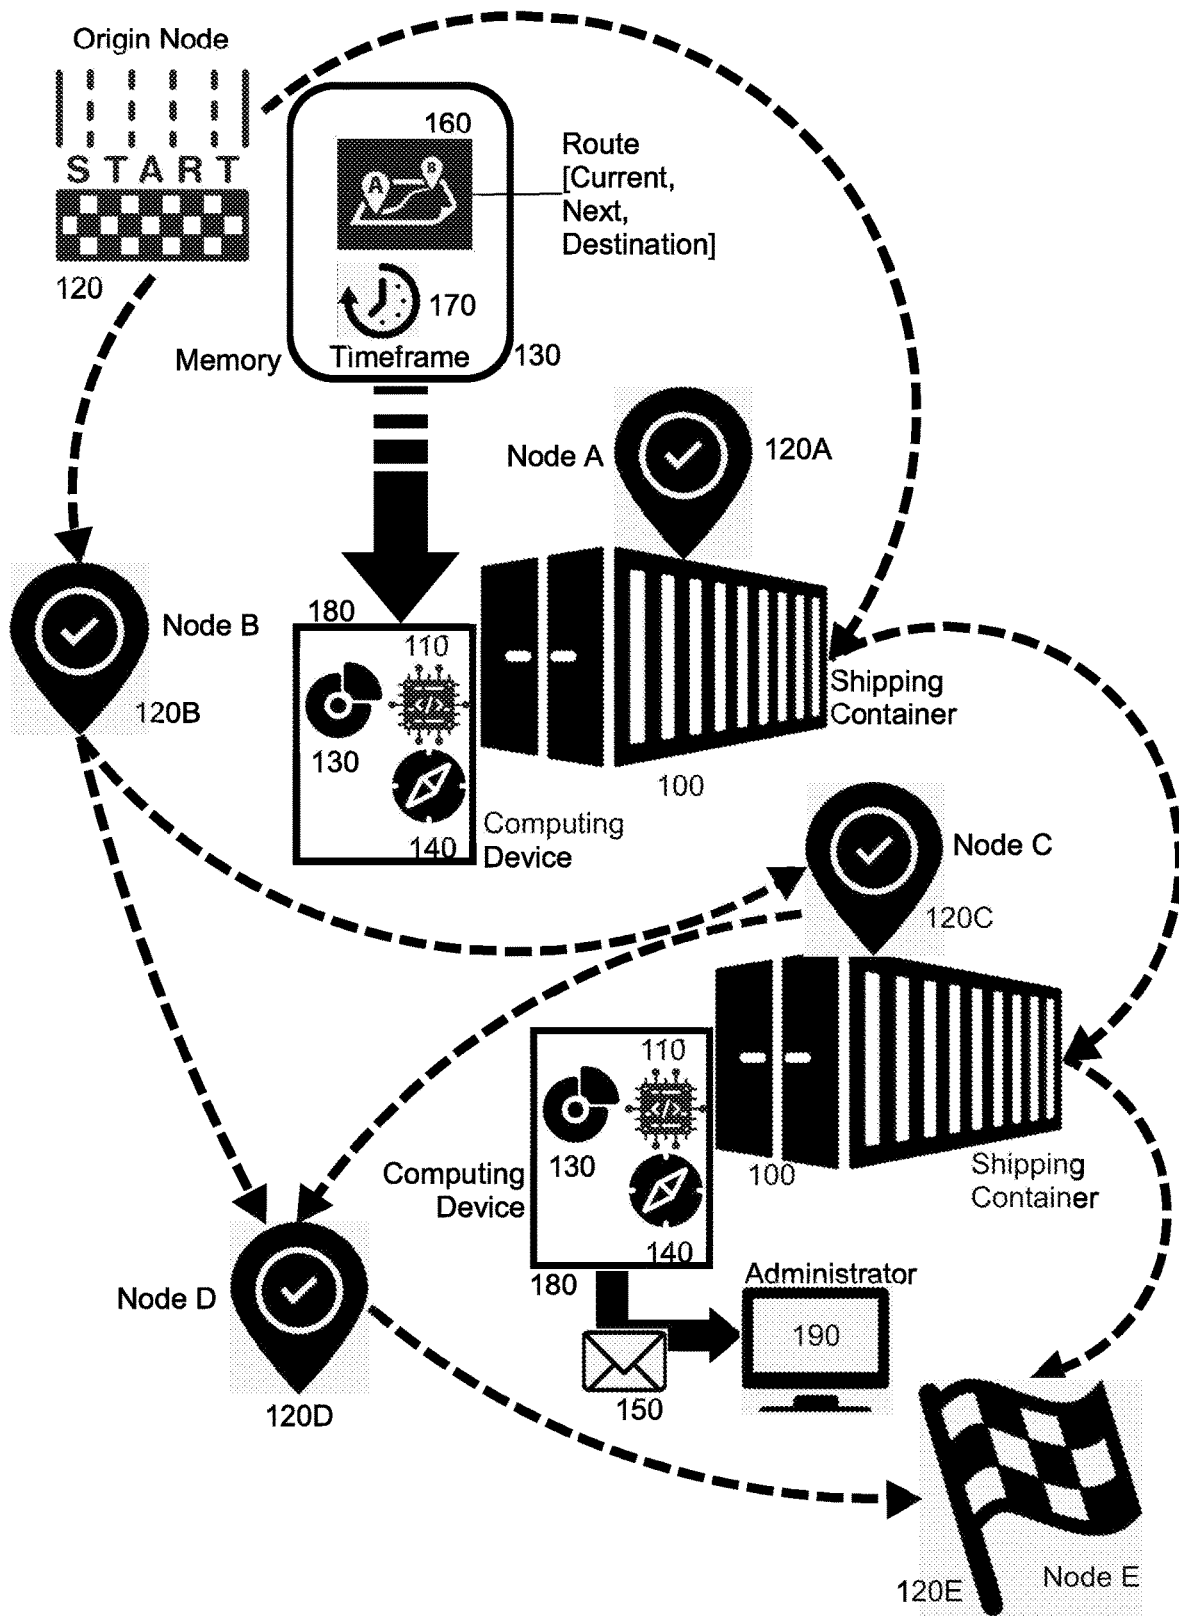 Origin Node
START
120
160
A
B
Route
[Current,
Next,
Destination]
170
Memory
Timeframe
130
Node A
120A
Node B
120B
180
110
</>
130
140
Computing
Device
Shipping
Container
100
Node C
120C
110
</>
130
140
Computing
Device
180
100
Shipping
Container
Node D
120D
Administrator
190
150
120E
Node E